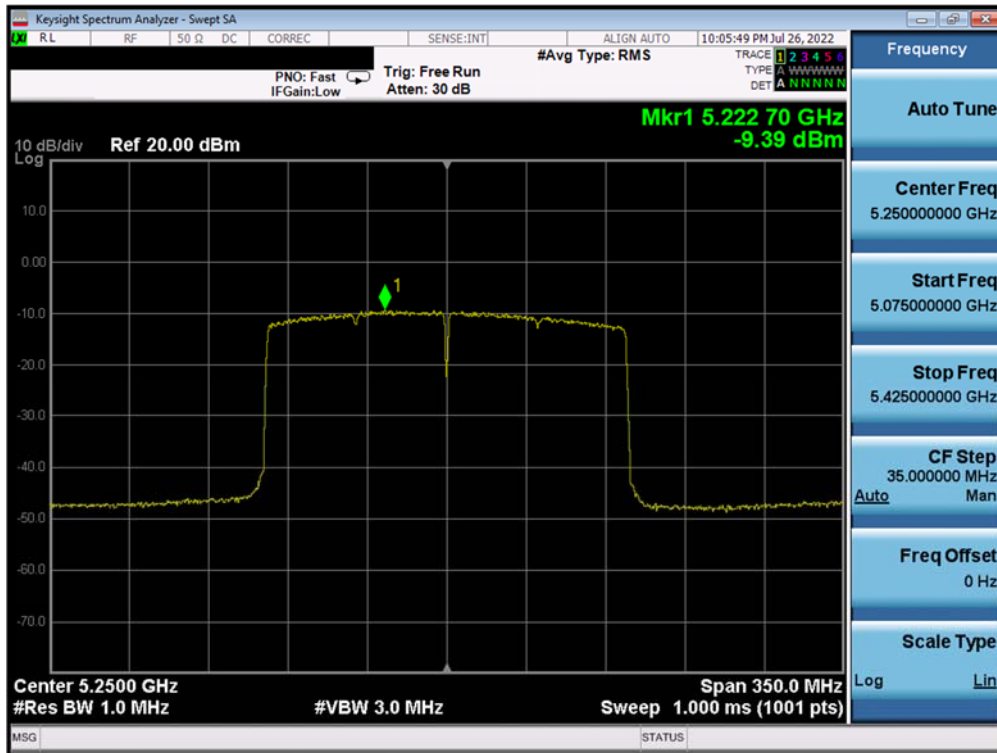 Keysight Spectrum Analyzer - Swept SA
LXI RL RF 50 Ω DC CORREC SENSE:INT ALIGN AUTO 10:05:49 PM Jul 26, 2022
#Avg Type: RMS TRACE 1 2 3 4 5 6
PNO: Fast Trig: Free Run TYPE A WWWWW
IFGain:Low Atten: 30 dB DET A N N N N N
Mkr1 5.222 70 GHz
-9.39 dBm
10 dB/div Ref 20.00 dBm
Log
10.0
0.00
1
-10.0
-20.0
-30.0
-40.0
-50.0
-60.0
-70.0
Center 5.2500 GHz Span 350.0 MHz
#Res BW 1.0 MHz #VBW 3.0 MHz Sweep 1.000 ms (1001 pts)
MSG STATUS
Frequency
Auto Tune
Center Freq
5.250000000 GHz
Start Freq
5.075000000 GHz
Stop Freq
5.425000000 GHz
CF Step
35.000000 MHz
Auto Man
Freq Offset
0 Hz
Scale Type
Log Lin